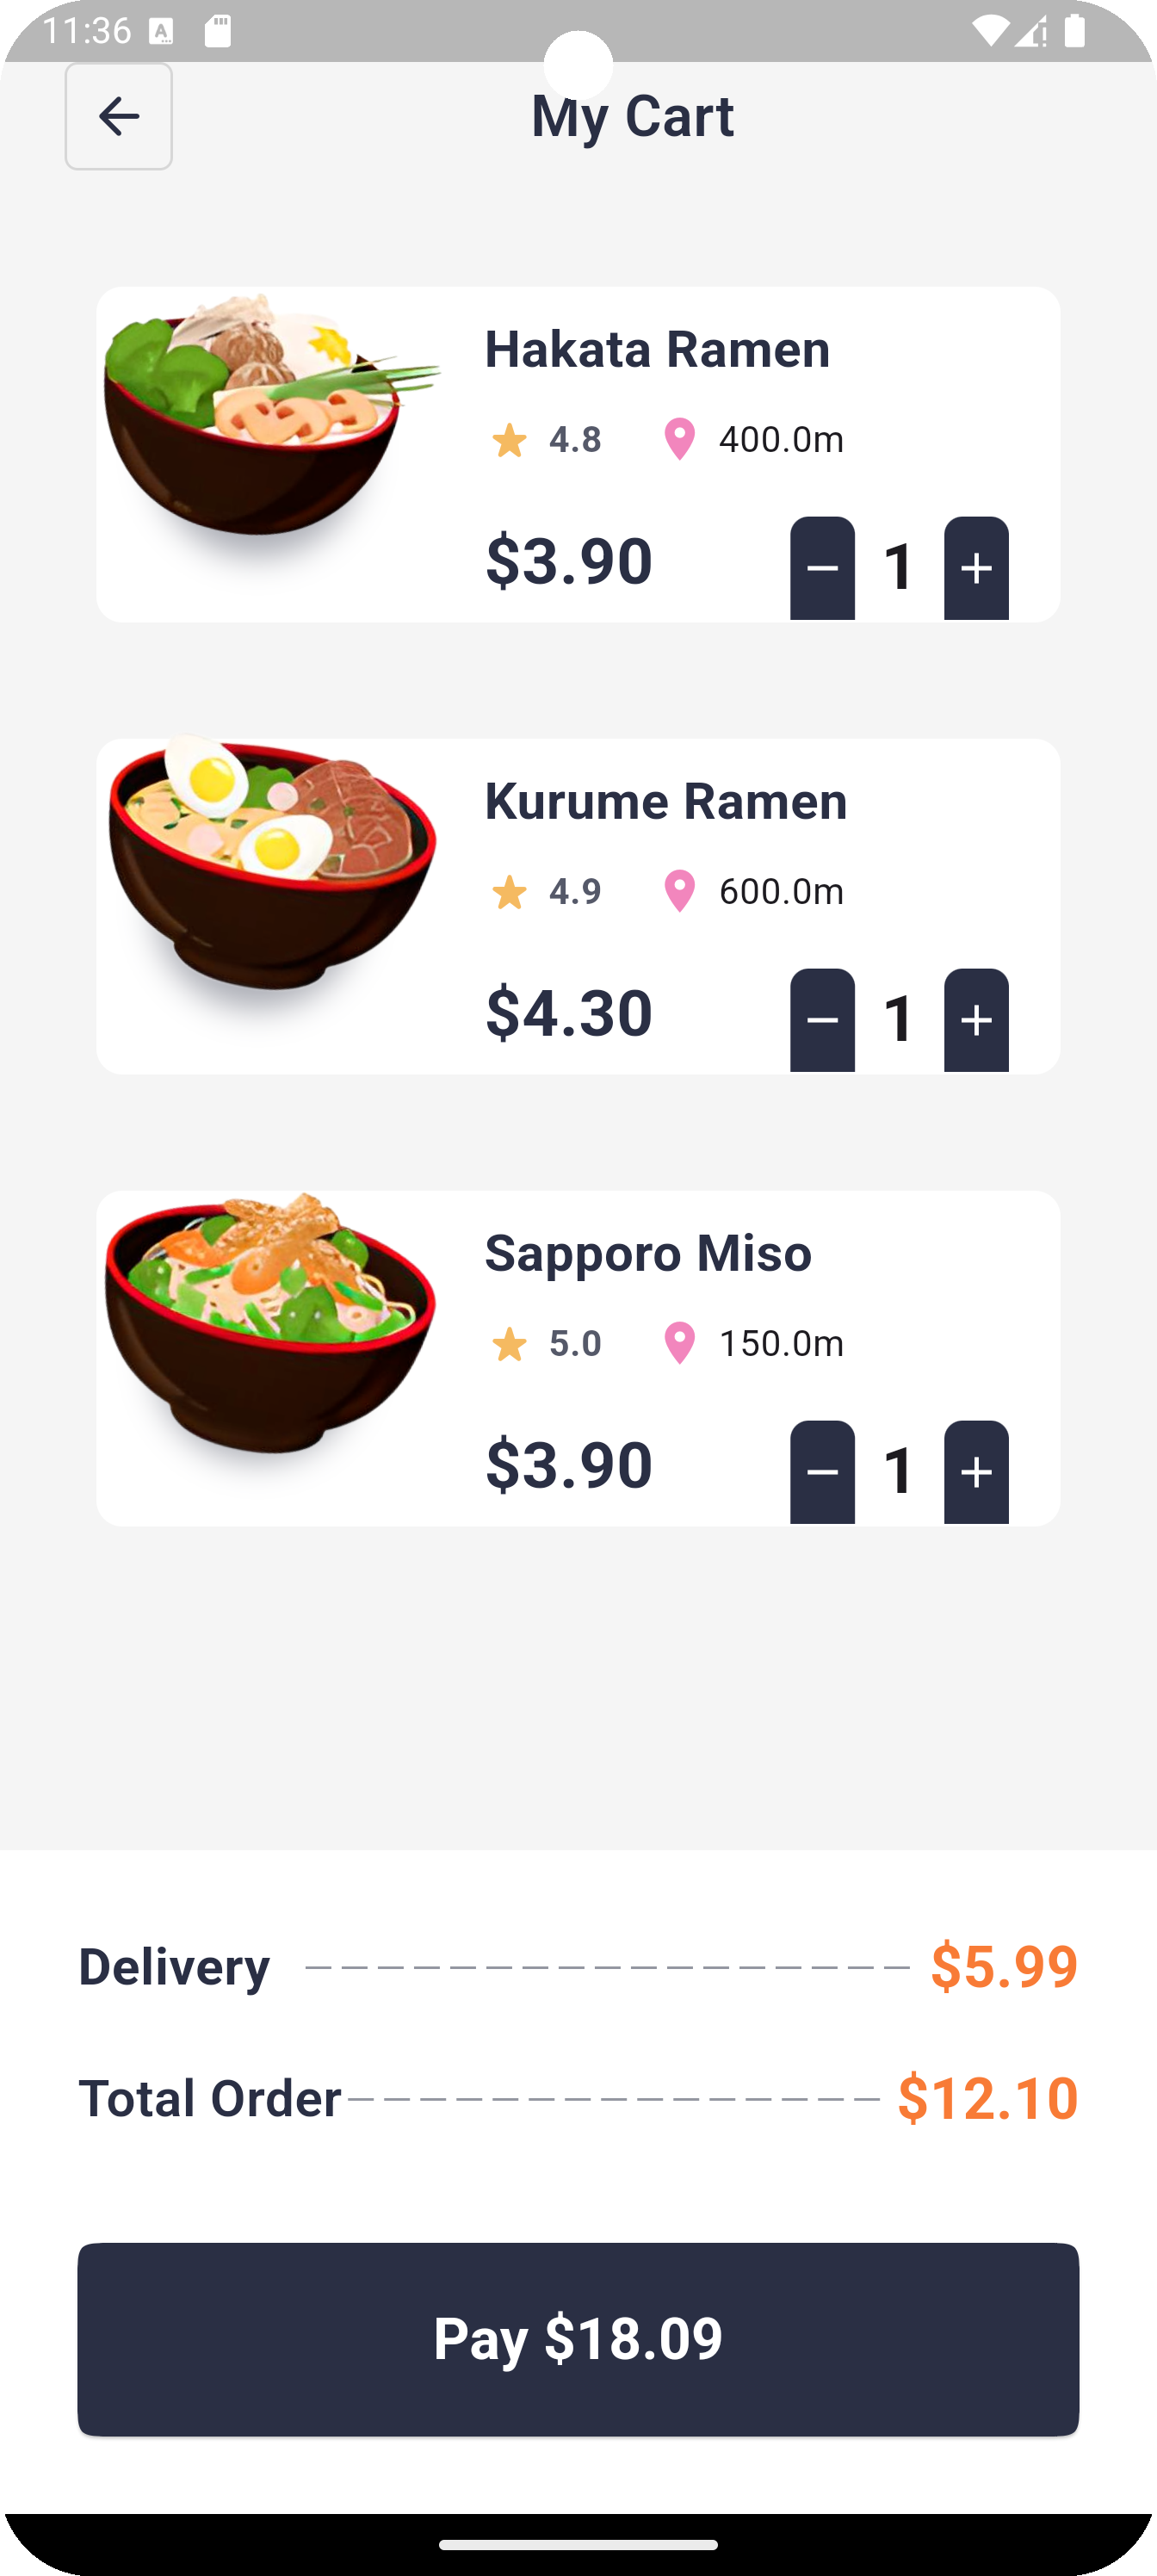 11:36
My Cart
Hakata Ramen
4.8 400.0m
$3.90 1
Kurume Ramen
4.9 600.0m
$4.30 1
Sapporo Miso
5.0 150.0m
$3.90 1
Delivery $5.99
Total Order $12.10
Pay $18.09